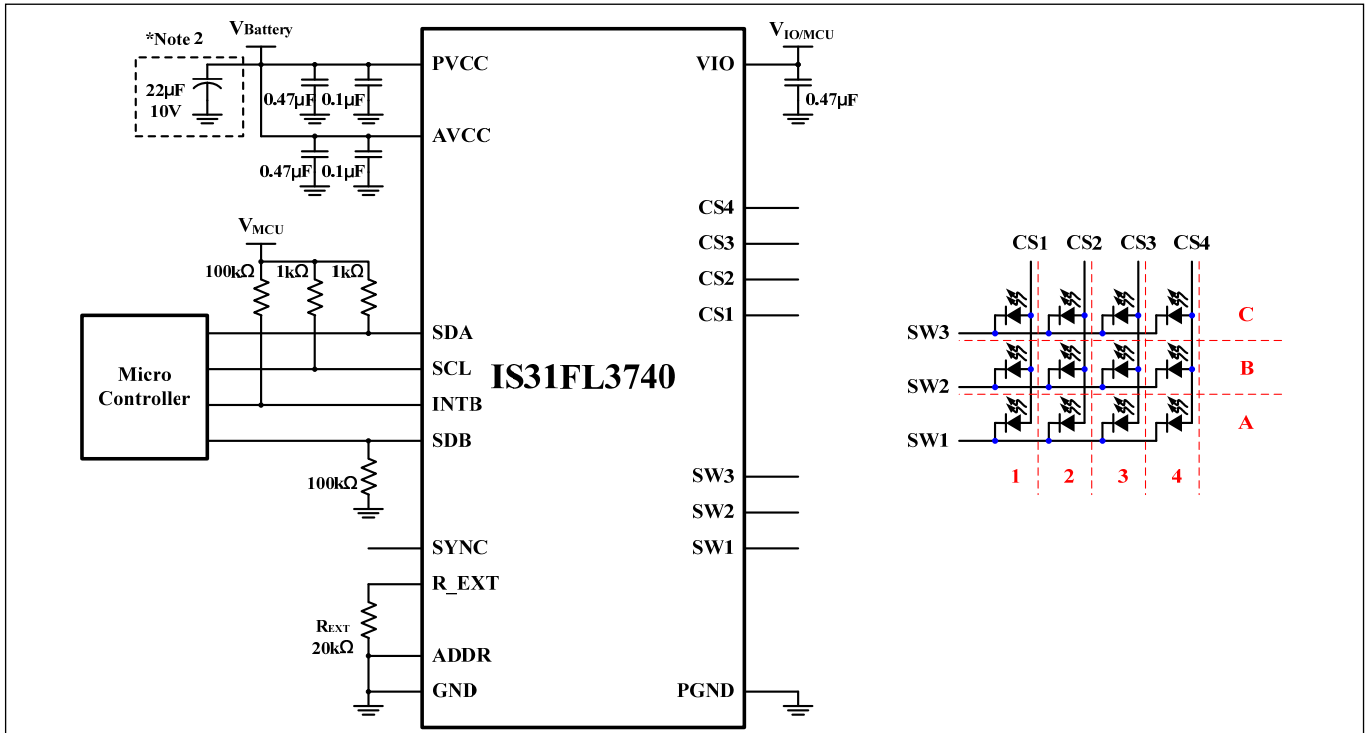 *Note 2
22μF
10V
VBattery
0.47μF
0.1μF
0.47μF
0.1μF
PVCC
AVCC
VIO
VIO/MCU
0.47μF
VMCU
100kΩ
1kΩ
1kΩ
Micro
Controller
SDA
SCL
INTB
SDB
100kΩ
SYNC
R_EXT
REXT
20kΩ
ADDR
GND
IS31FL3740
CS4
CS3
CS2
CS1
SW3
SW2
SW1
PGND
CS1 CS2 CS3 CS4
SW3
C
SW2
B
SW1
A
1 2 3 4